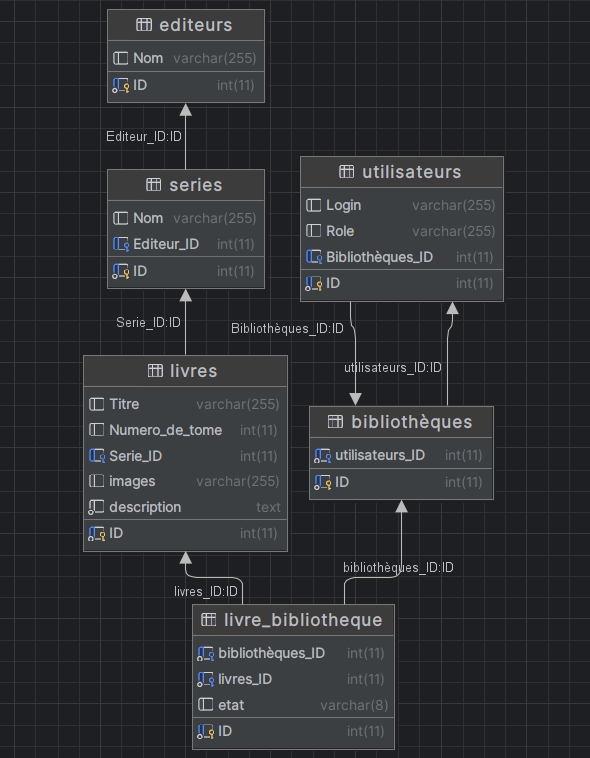 editeurs
Nom varchar(255)
ID int(11)
Editeur_ID:ID
series
Nom varchar(255)
Editeur_ID int(11)
ID int(11)
utilisateurs
Login varchar(255)
Role varchar(255)
Bibliothèques_ID int(11)
ID int(11)
Serie_ID:ID
Bibliothèques_ID:ID
utilisateurs_ID:ID
livres
Titre varchar(255)
Numero_de_tome int(11)
Serie_ID int(11)
images varchar(255)
description text
ID int(11)
bibliothèques
utilisateurs_ID int(11)
ID int(11)
livres_ID:ID
bibliothèques_ID:ID
livre_bibliotheque
bibliothèques_ID int(11)
livres_ID int(11)
etat varchar(8)
ID int(11)